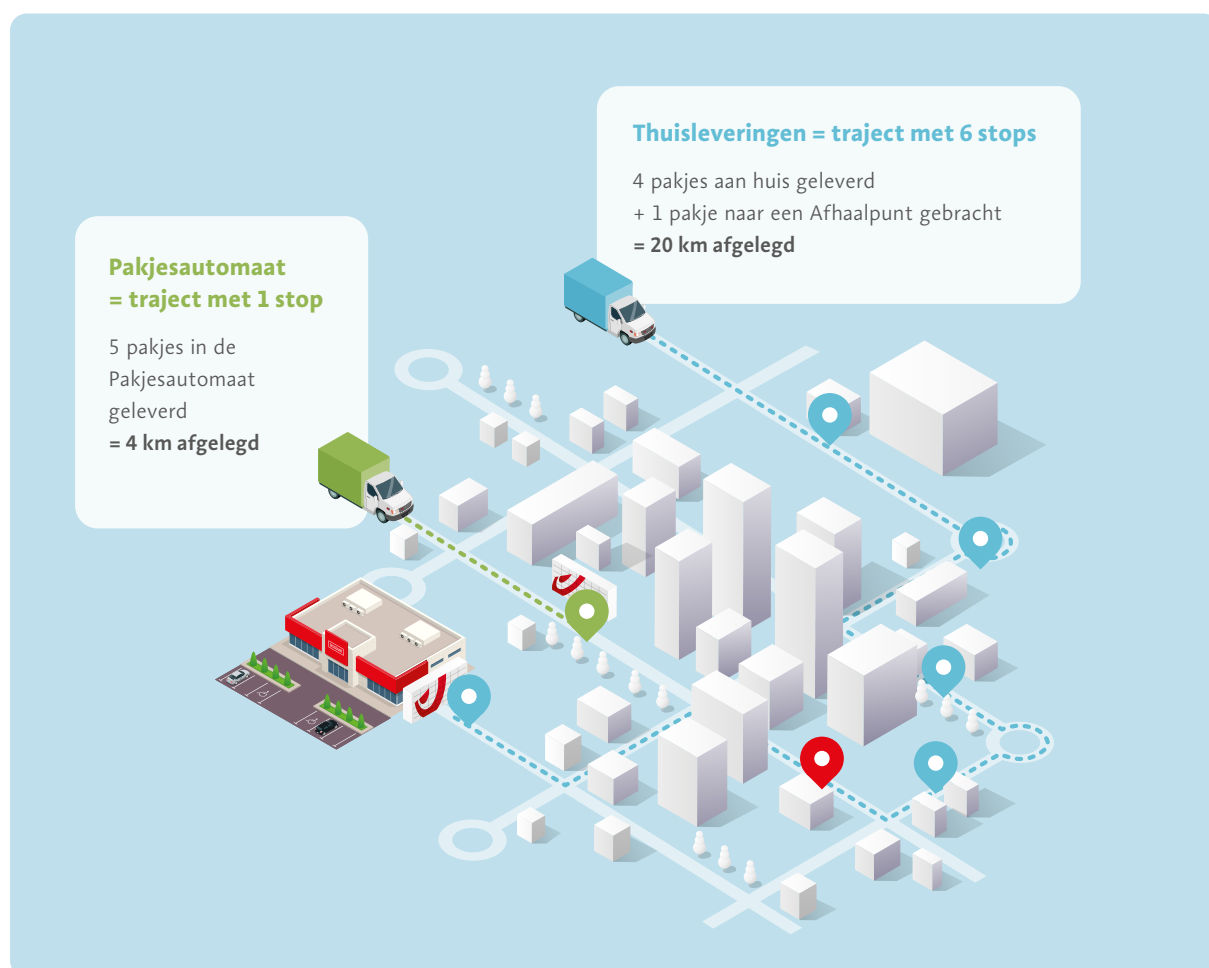 Thuisleveringen = traject met 6 stops
4 pakjes aan huis geleverd
+ 1 pakje naar een Afhaalpunt gebracht
= 20 km afgelegd
Pakjesautomaat
= traject met 1 stop
5 pakjes in de
Pakjesautomaat
geleverd
= 4 km afgelegd